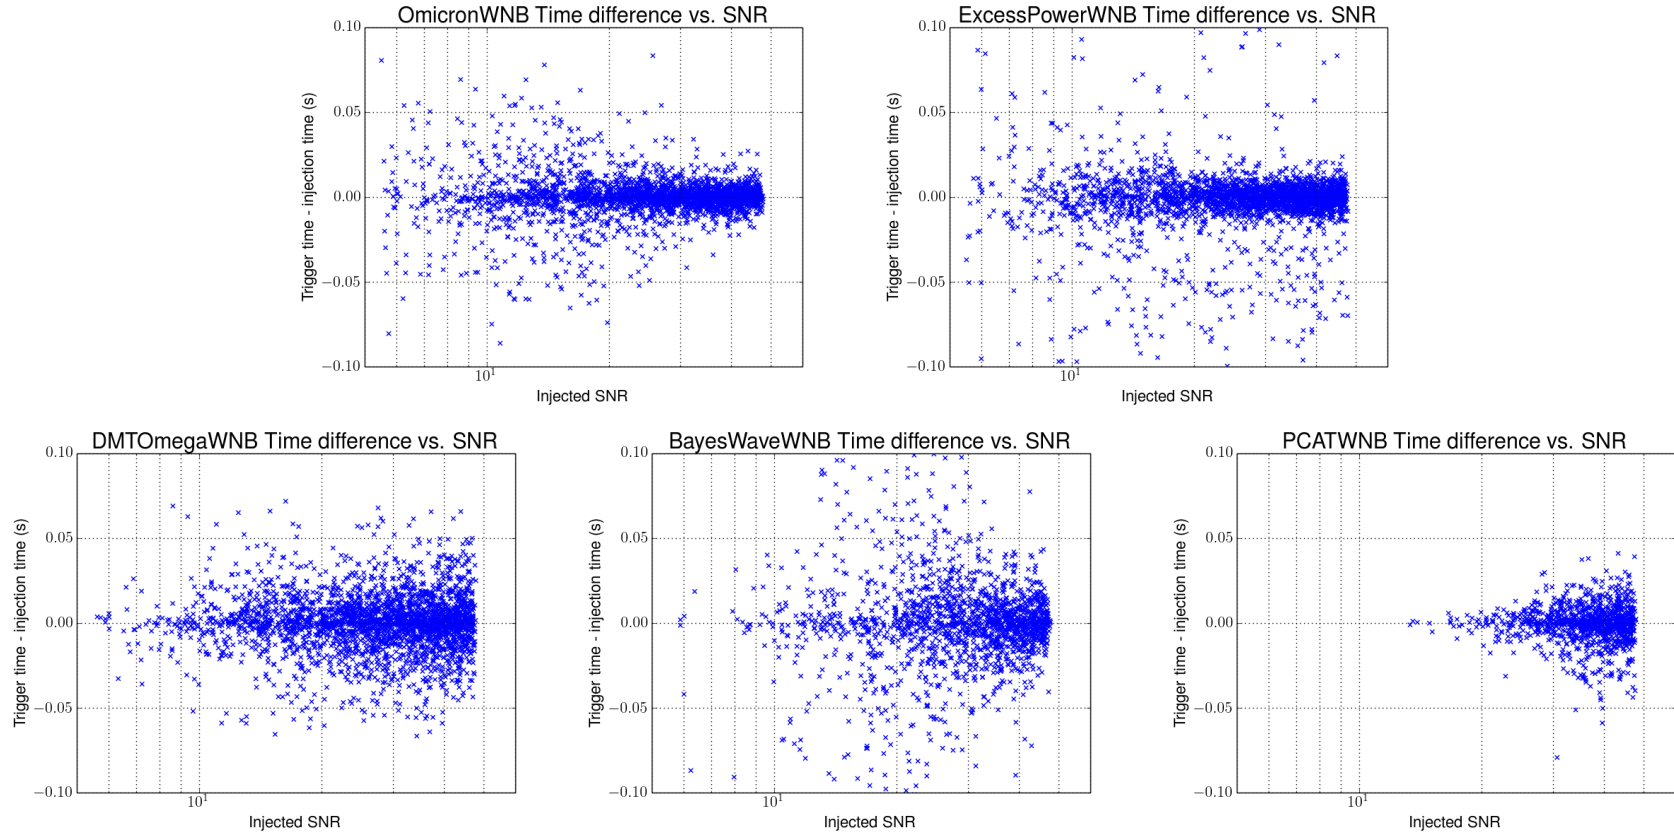 OmicronWNB Time difference vs. SNR
0.10
0.05
0.00
−0.05
−0.10
Trigger time - injection time (s)
10¹
Injected SNR
ExcessPowerWNB Time difference vs. SNR
0.10
0.05
0.00
−0.05
−0.10
Trigger time - injection time (s)
10¹
Injected SNR
DMTOmegaWNB Time difference vs. SNR
0.10
0.05
0.00
−0.05
−0.10
Trigger time - injection time (s)
10¹
Injected SNR
BayesWaveWNB Time difference vs. SNR
0.10
0.05
0.00
−0.05
−0.10
Trigger time - injection time (s)
10¹
Injected SNR
PCATWNB Time difference vs. SNR
0.10
0.05
0.00
−0.05
−0.10
Trigger time - injection time (s)
10¹
Injected SNR